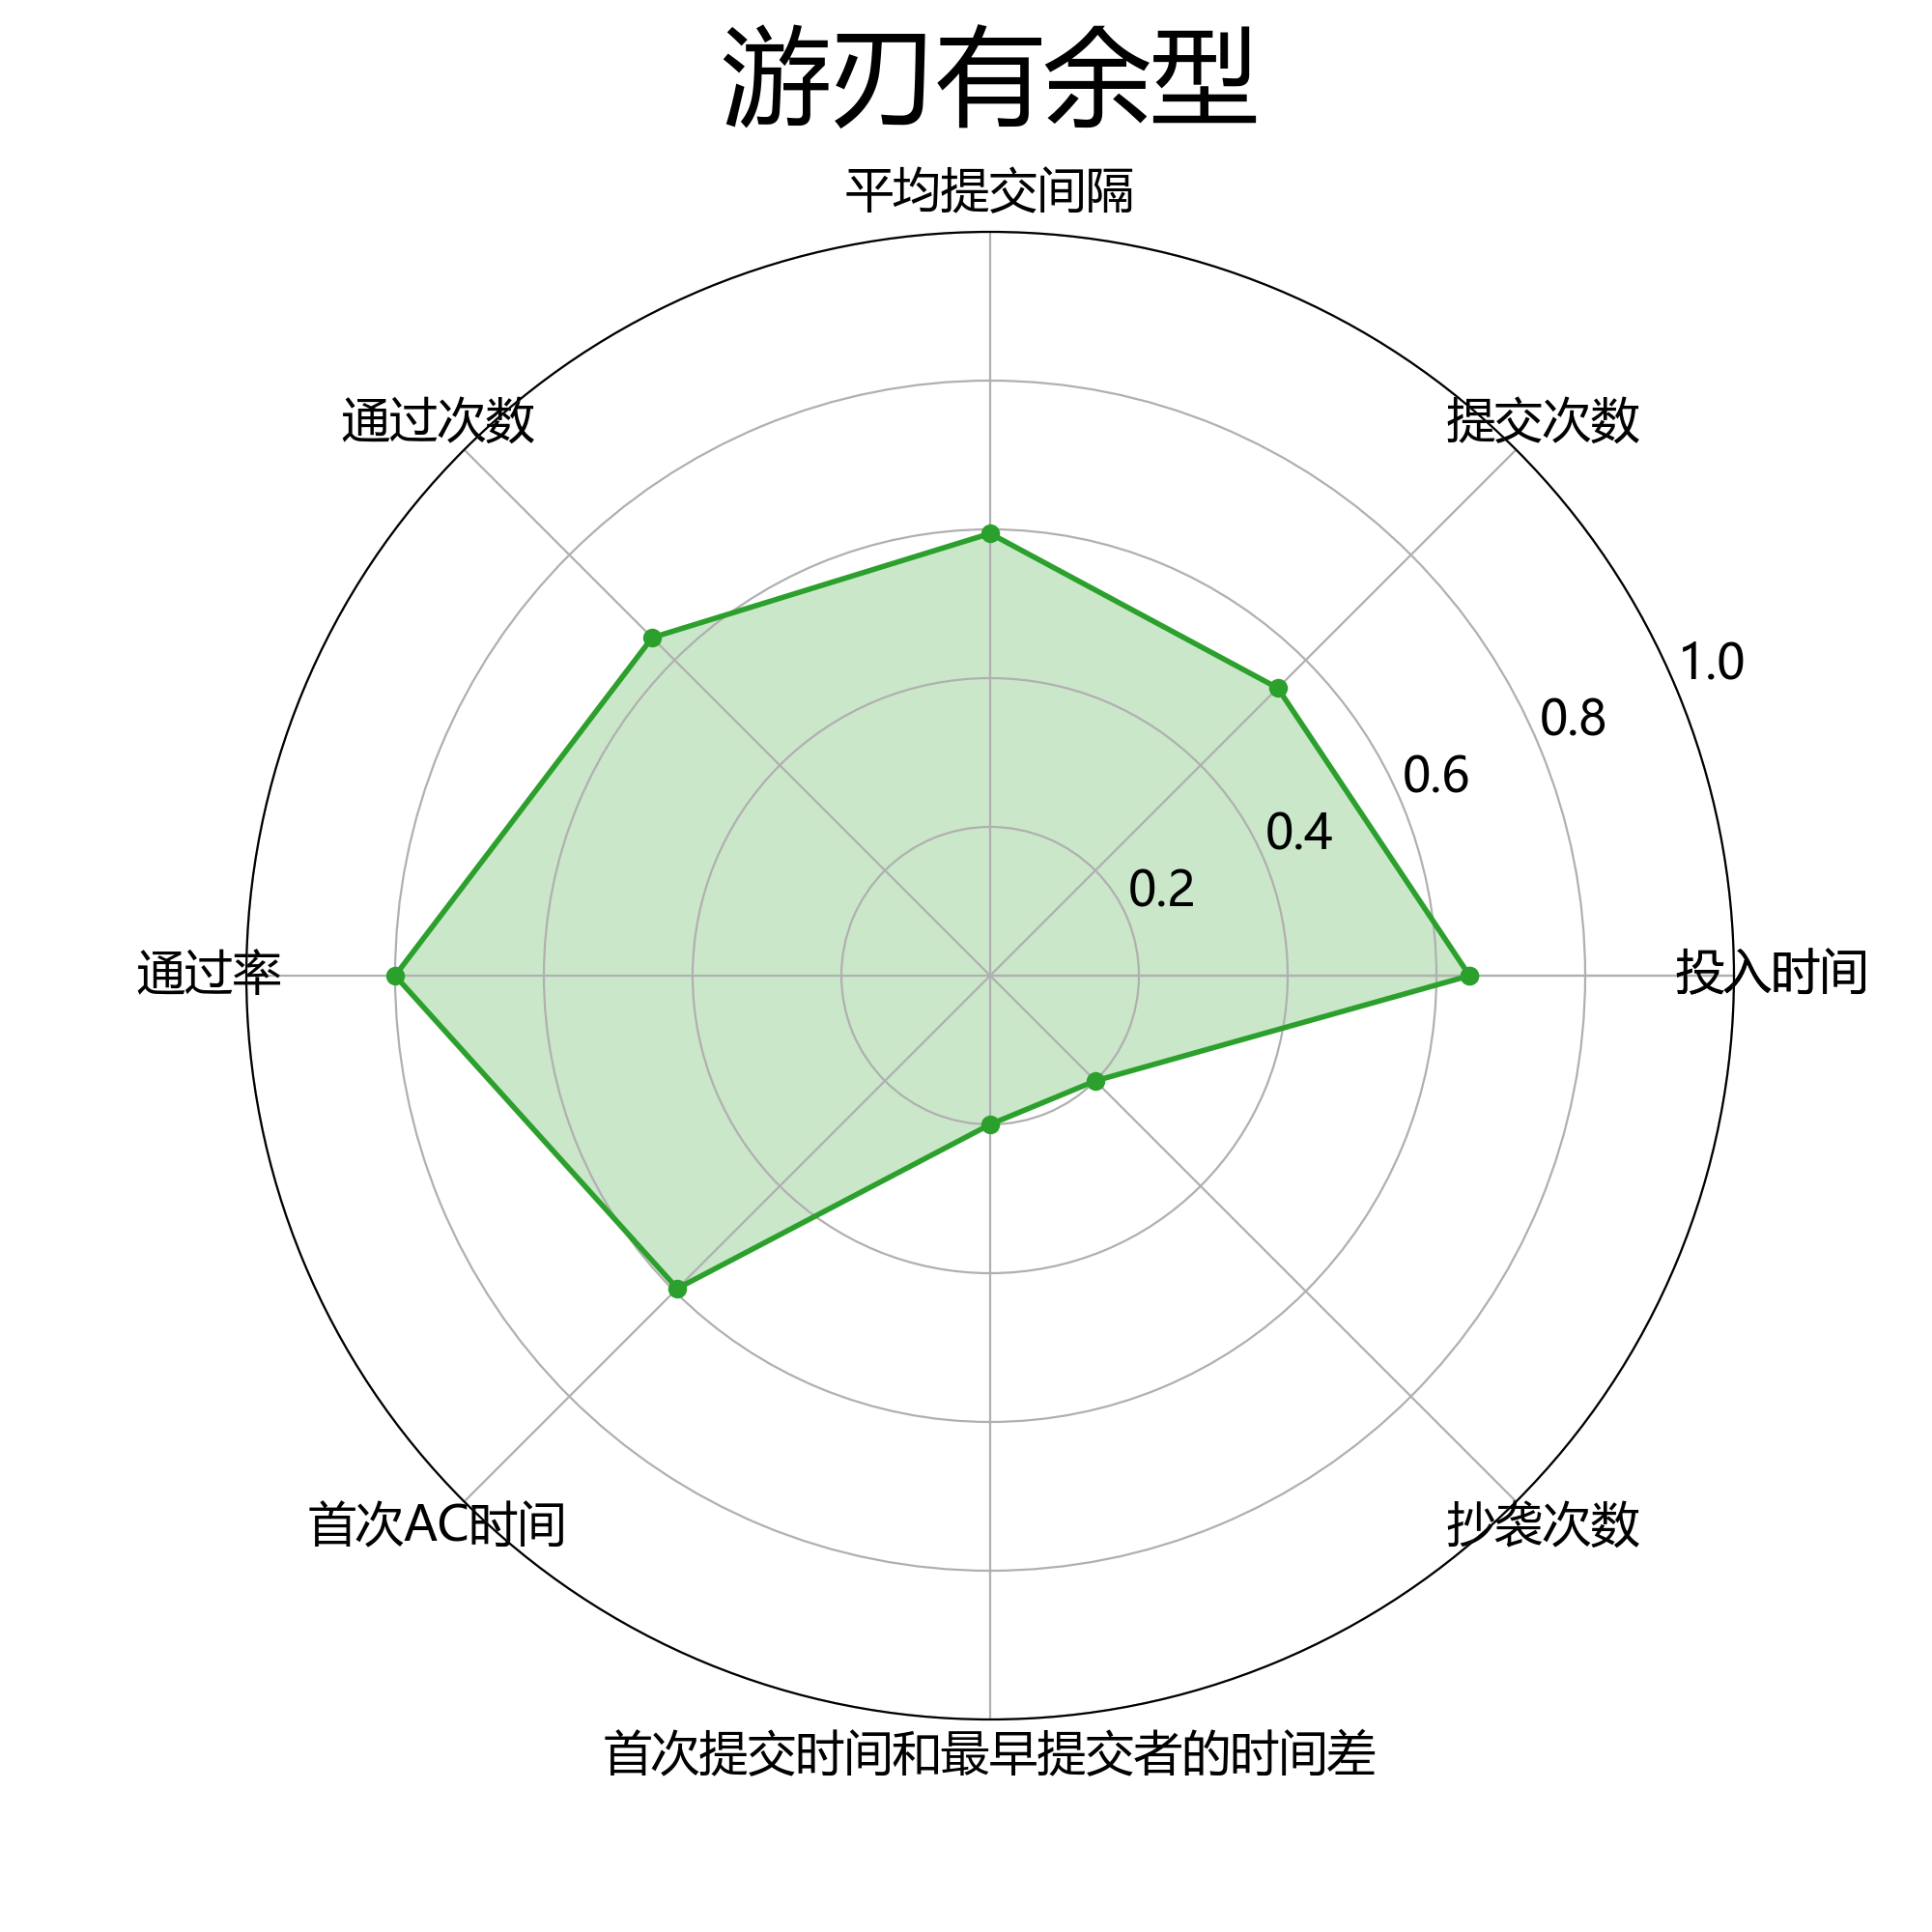 游刃有余型
平均提交间隔
通过次数
提交次数
1.0
0.8
0.6
0.4
0.2
通过率
投入时间
首次AC时间
抄袭次数
首次提交时间和最早提交者的时间差